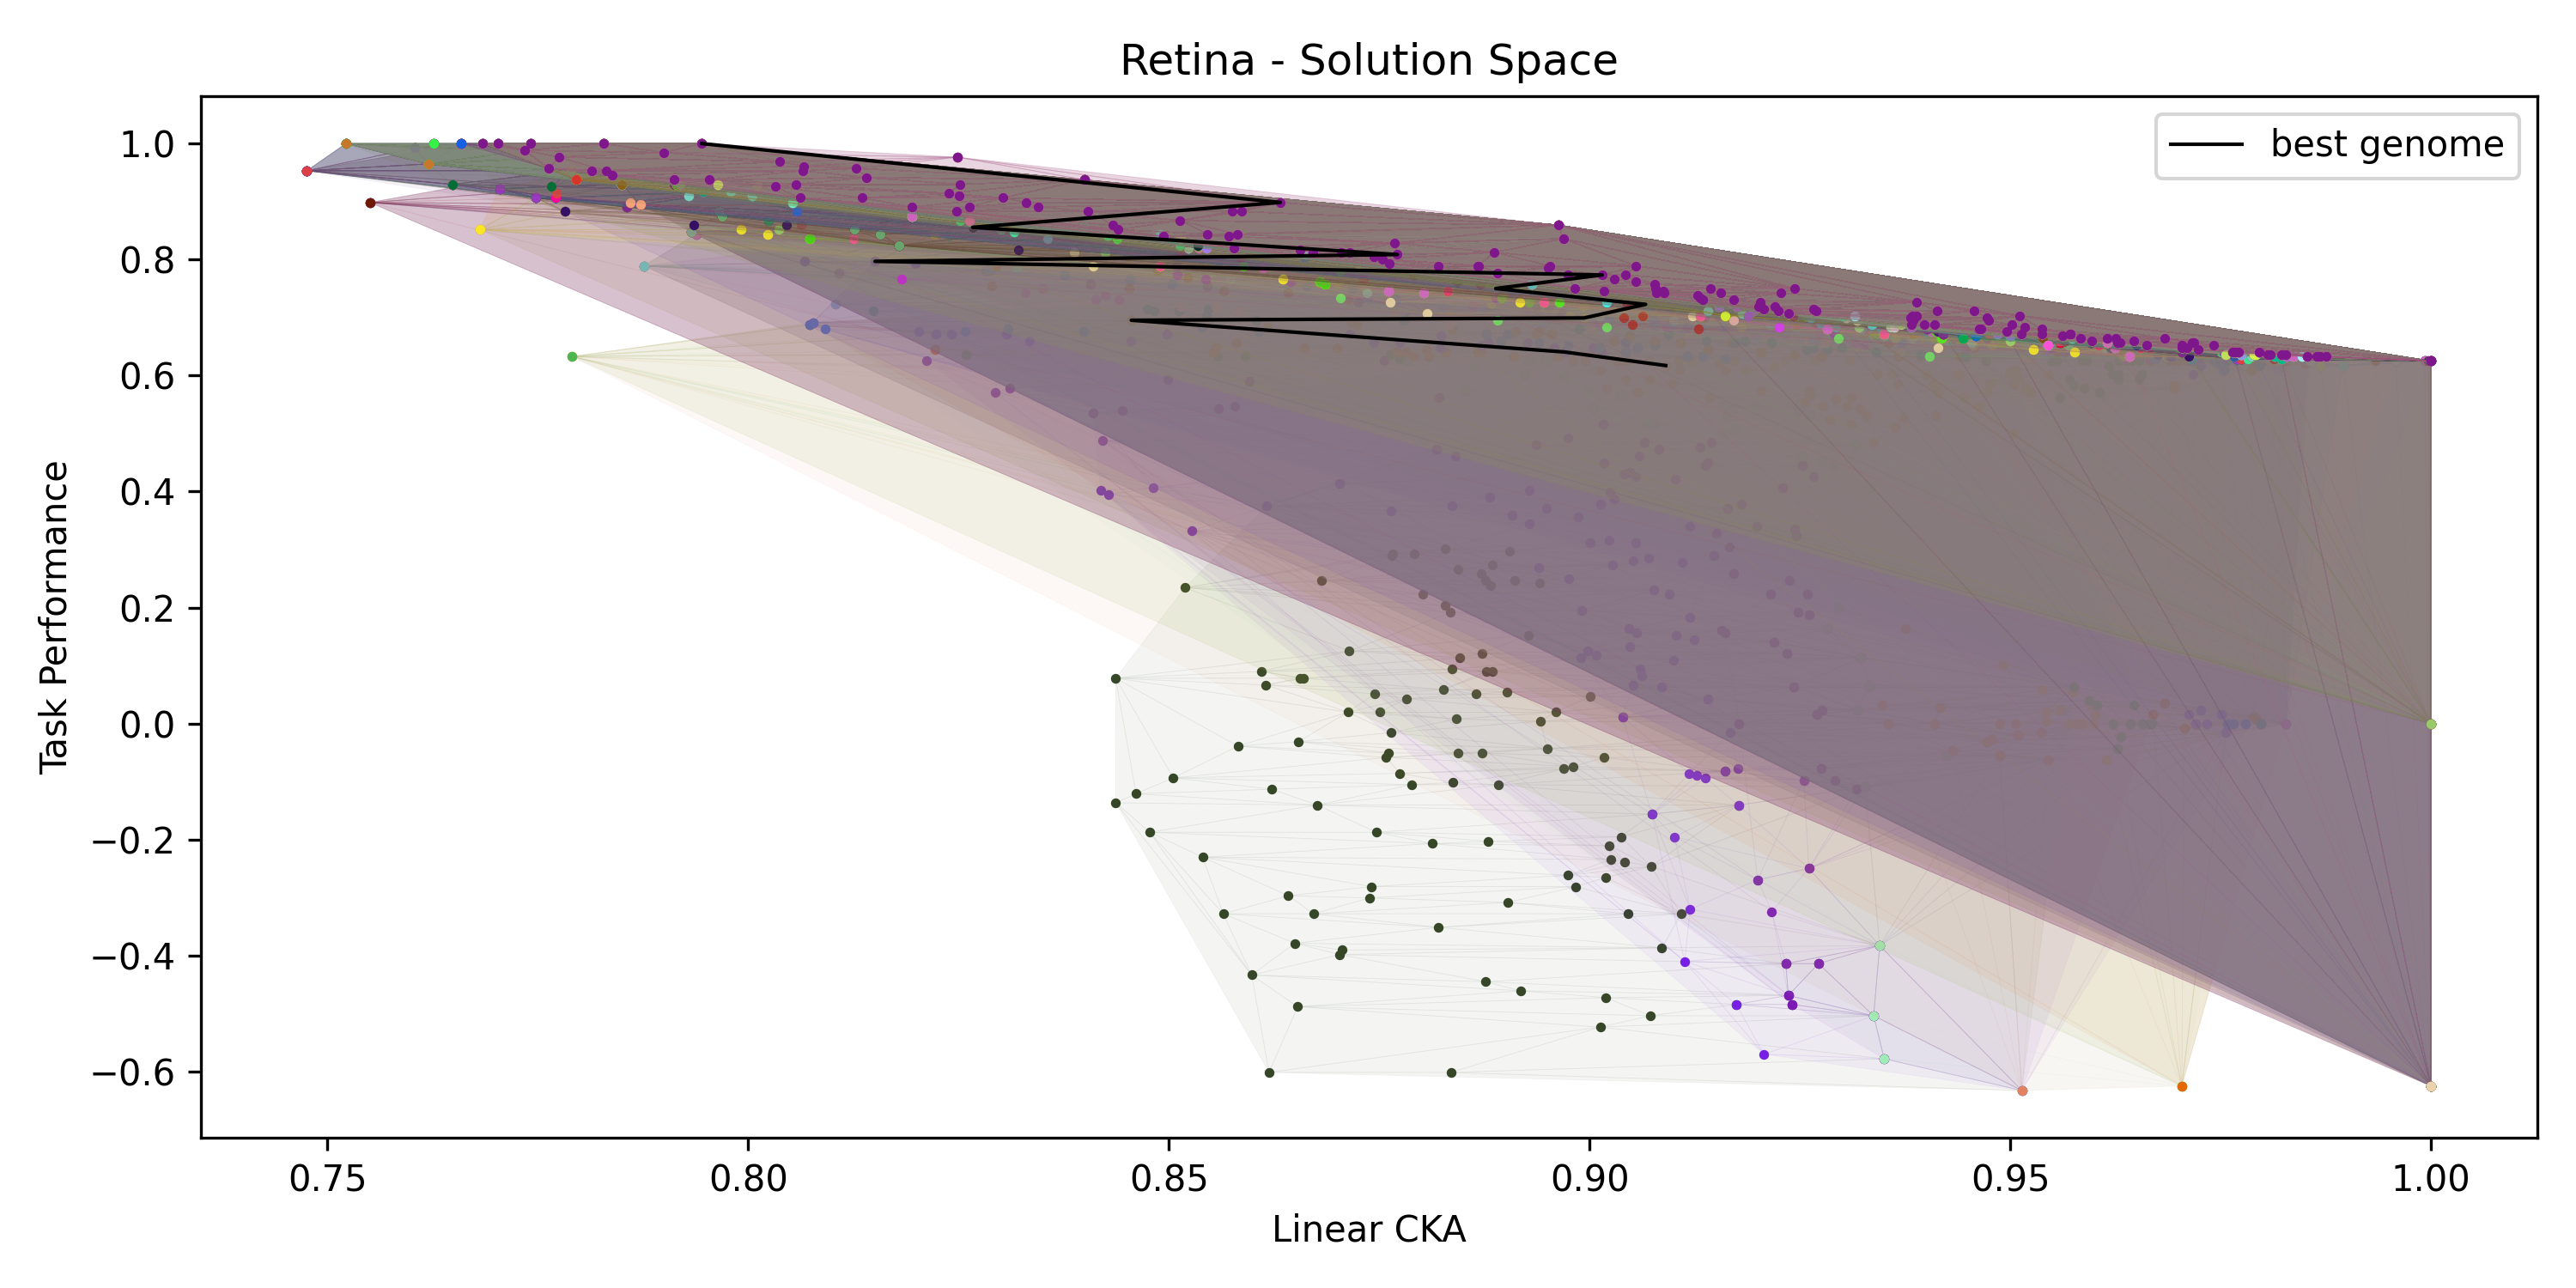 Retina - Solution Space
best genome
Task Performance
1.0
0.8
0.6
0.4
0.2
0.0
−0.2
−0.4
−0.6
0.75 0.80 0.85 0.90 0.95 1.00
Linear CKA